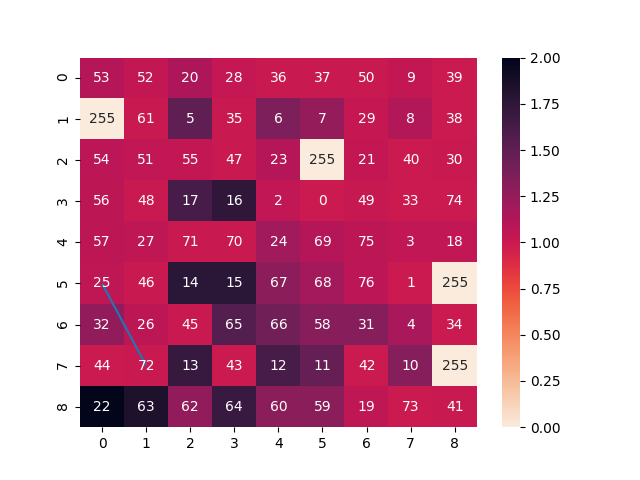 0 53 52 20 28 36 37 50 9 39
1 255 61 5 35 6 7 29 8 38
2 54 51 55 47 23 255 21 40 30
3 56 48 17 16 2 0 49 33 74
4 57 27 71 70 24 69 75 3 18
5 25 46 14 15 67 68 76 1 255
6 32 26 45 65 66 58 31 4 34
7 44 72 13 43 12 11 42 10 255
8 22 63 62 64 60 59 19 73 41
0 1 2 3 4 5 6 7 8
2.00
1.75
1.50
1.25
1.00
0.75
0.50
0.25
0.00